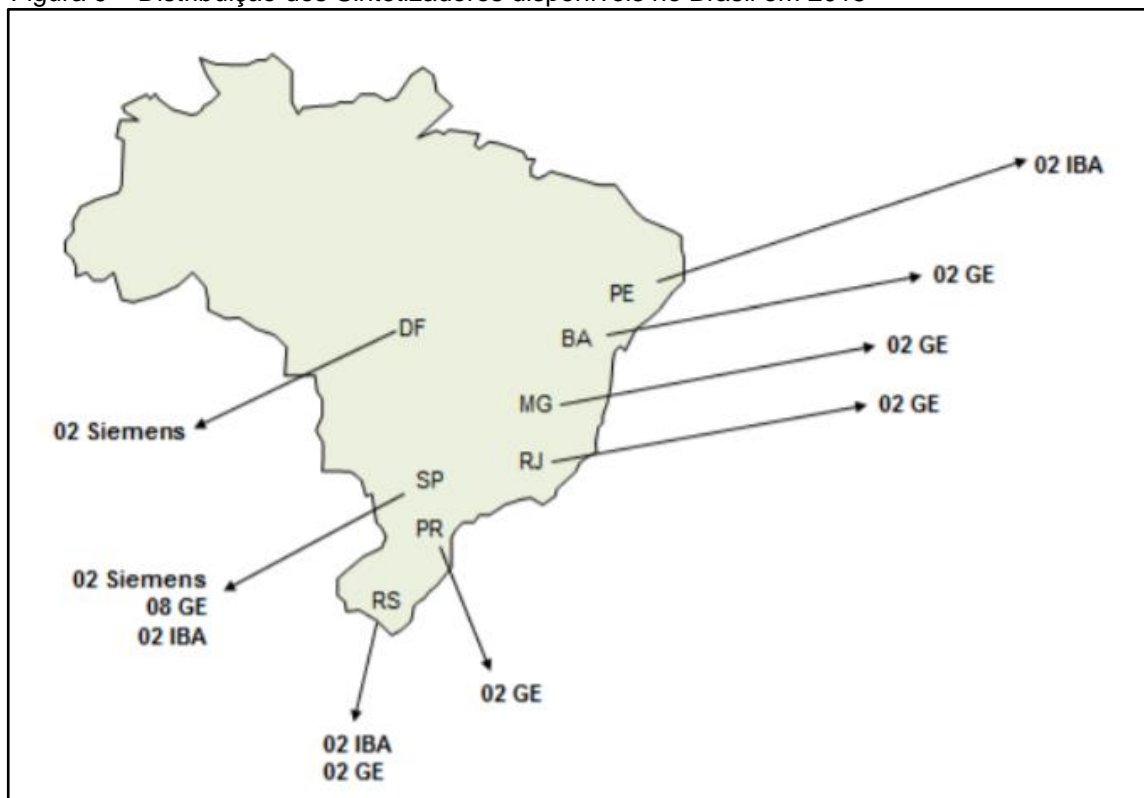 02 IBA
02 GE
PE
DF
BA
02 GE
MG
02 GE
02 Siemens
RJ
SP
PR
02 Siemens
08 GE
02 IBA
RS
02 GE
02 IBA
02 GE